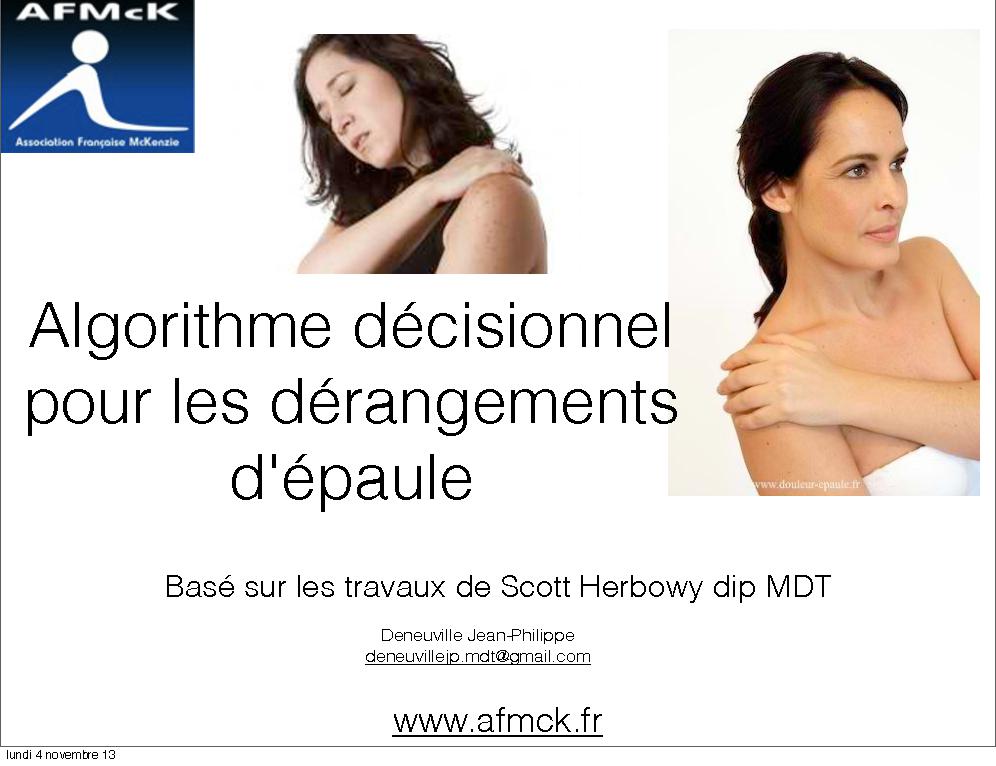 AFMcK
Association Française McKenzie
Algorithme décisionnel
pour les dérangements
d'épaule
www.douleur-epaule.fr
Basé sur les travaux de Scott Herbowy dip MDT
Deneuville Jean-Philippe
deneuvillejp.mdt@gmail.com
www.afmck.fr
lundi 4 novembre 13